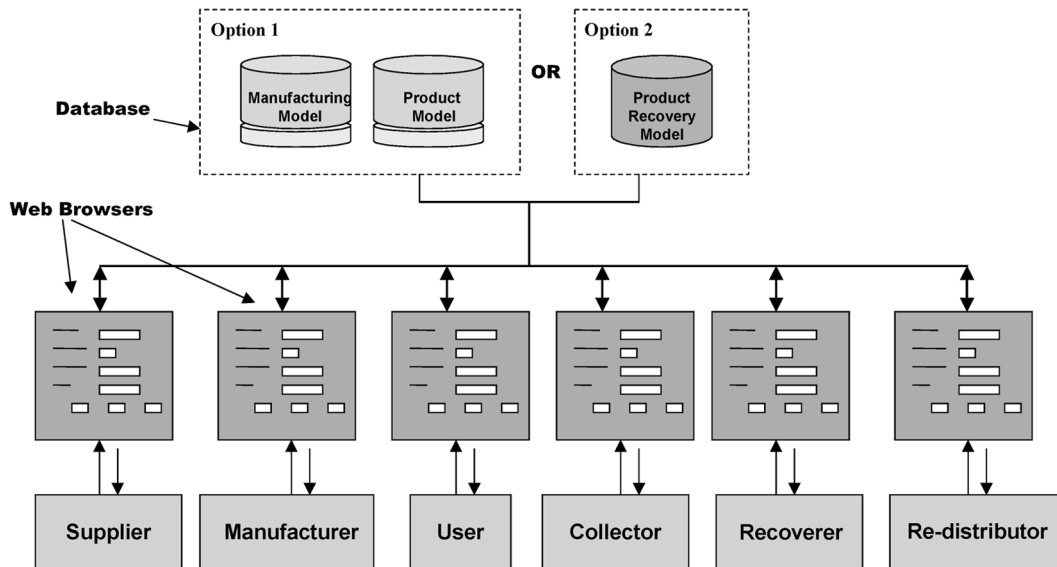 Option 1
Option 2
OR
Manufacturing
Model
Product
Model
Product
Recovery
Model
Database
Web Browsers
Supplier
Manufacturer
User
Collector
Recoverer
Re-distributor